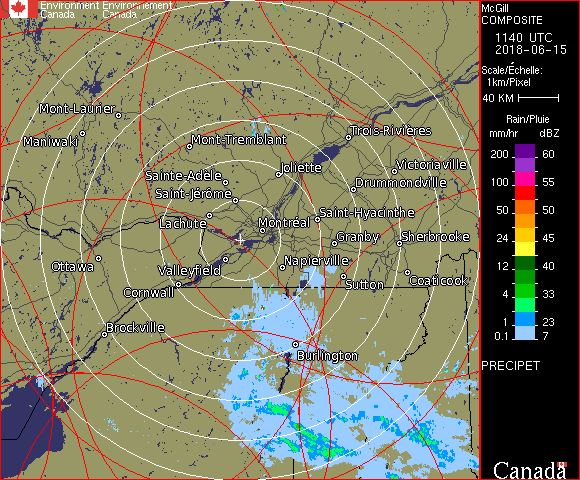 Environment Environnement
Canada Canada
McGill
COMPOSITE
1140 UTC
2018-06-15
Scale/Échelle:
1km/Pixel
40 KM
Rain/Pluie
mm/hr dBZ
200 60
100 55
50 50
24 45
12 40
4 33
1 23
0.1 7
PRECIPET
Canada
Mont-Laurier
Maniwaki
Mont-Tremblant
Trois-Rivières
Joliette
Victoriaville
Sainte-Adèle
Drummondville
Saint-Jérôme
Saint-Hyacinthe
Lachute
Montréal
Granby
Sherbrooke
Ottawa
Valleyfield
Napierville
Sutton
Coaticook
Cornwall
Brockville
Burlington